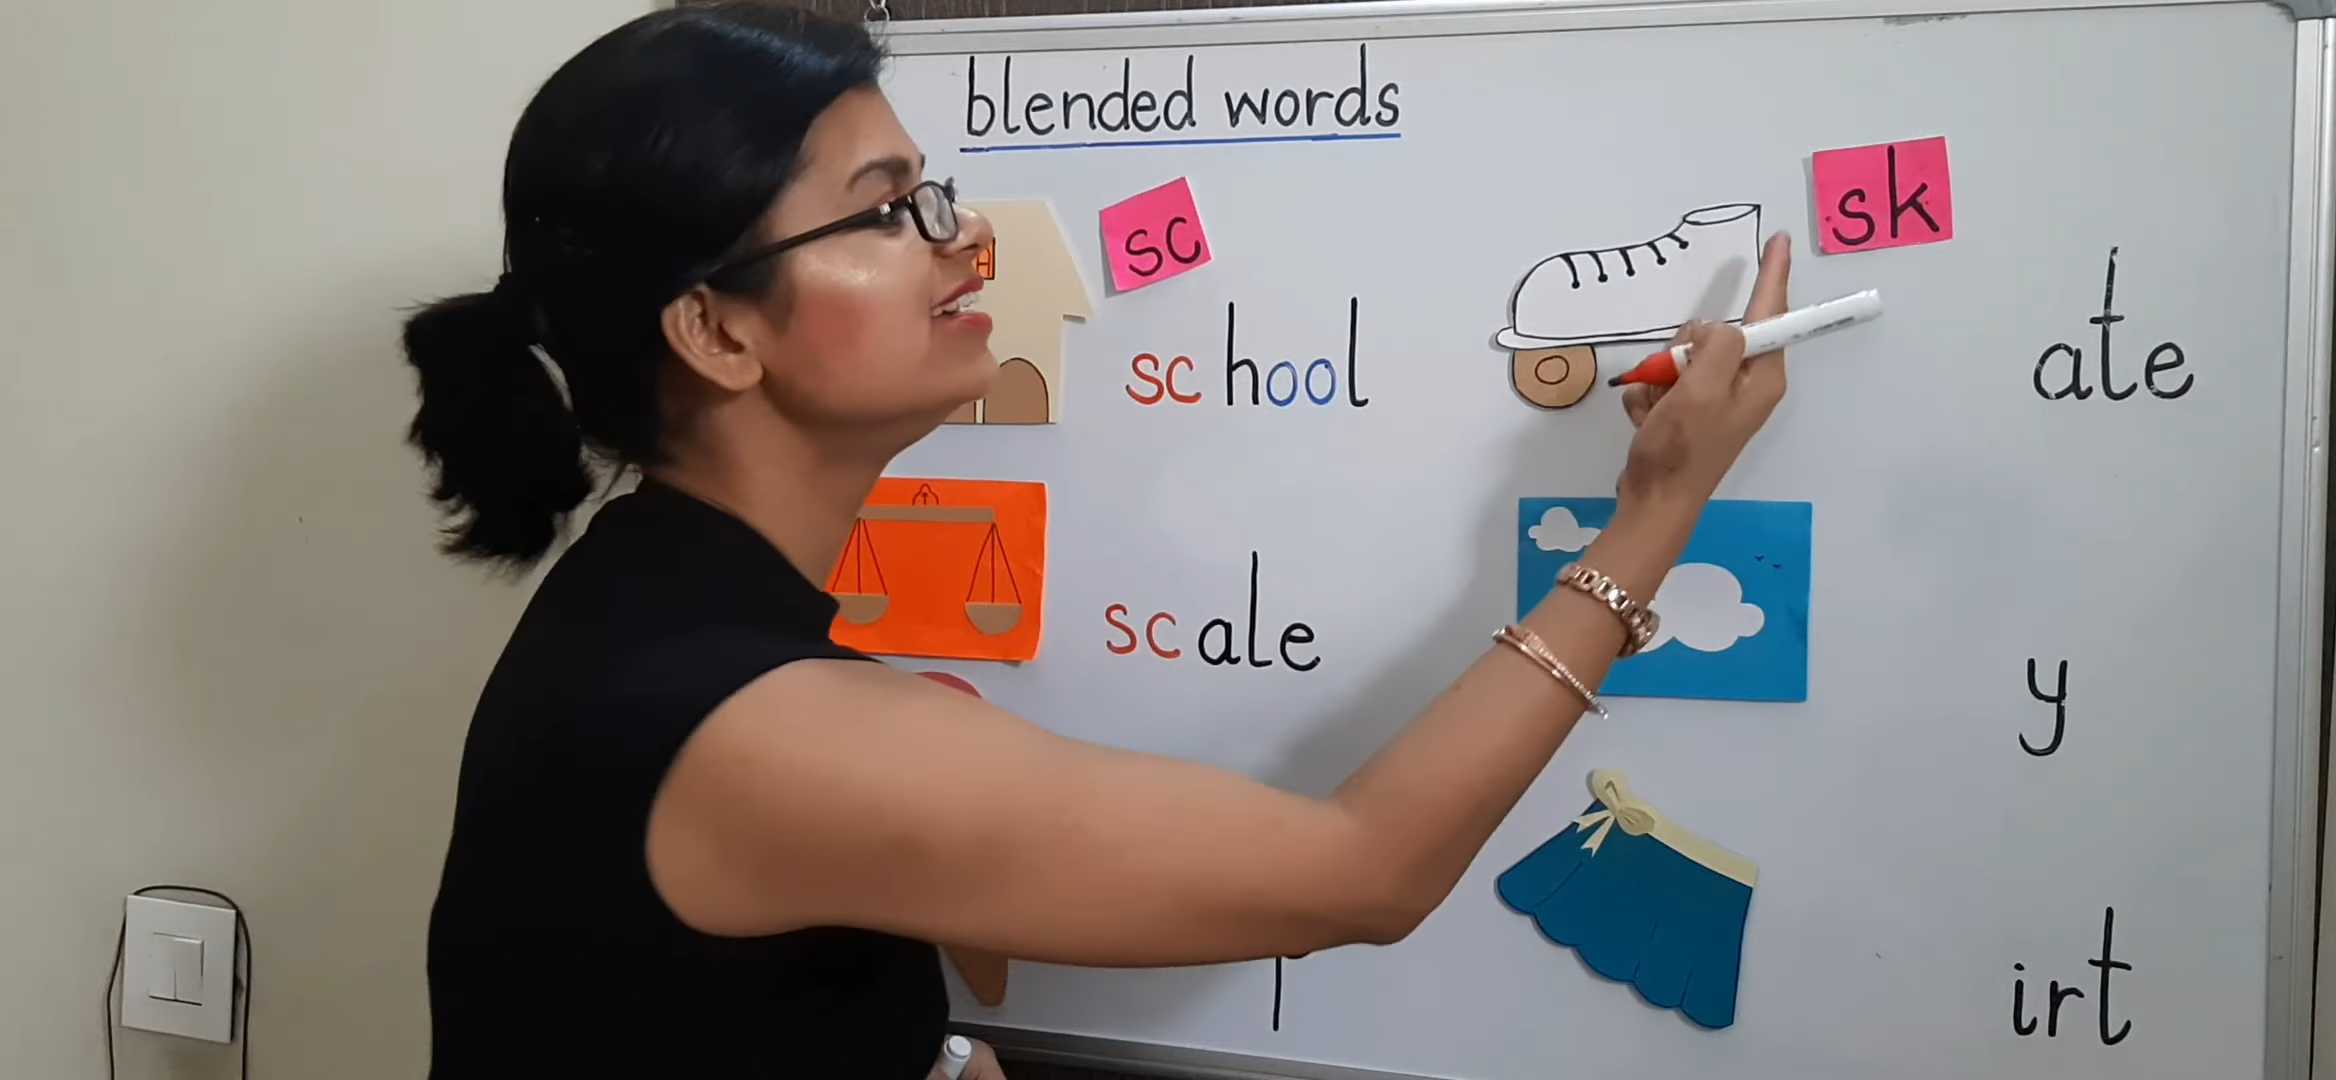 blended words
sc
school
scale
sk
ate
y
irt